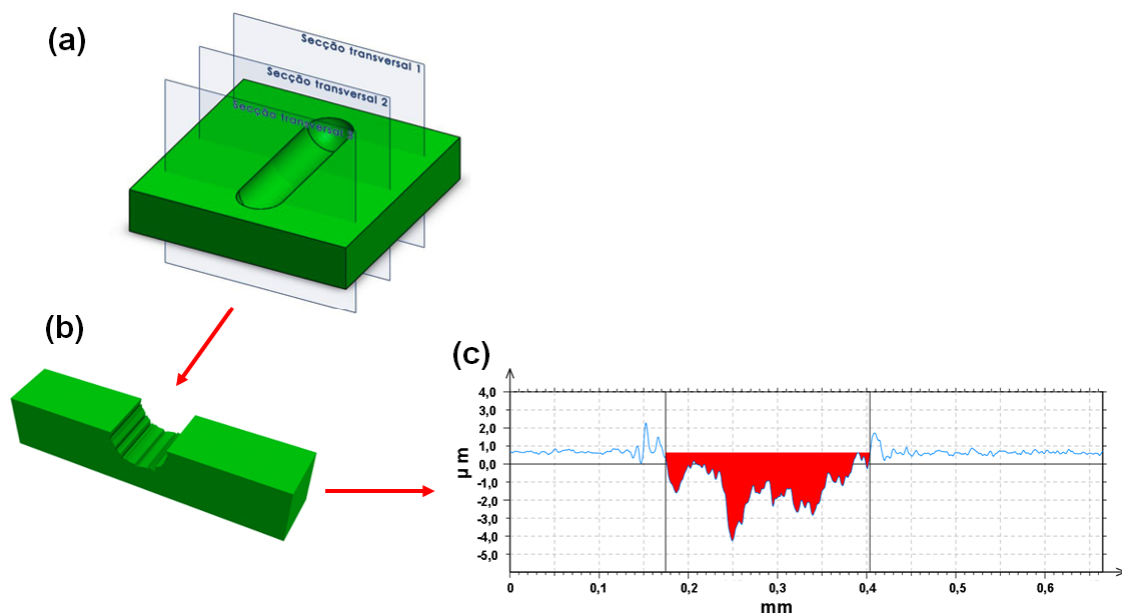 (a)
Secção transversal 1
Secção transversal 2
Secção transversal 3
(b)
(c)
4,0
3,0
2,0
1,0
0,0
-1,0
-2,0
-3,0
-4,0
-5,0
µ m
0 0,1 0,2 0,3 0,4 0,5 0,6
mm